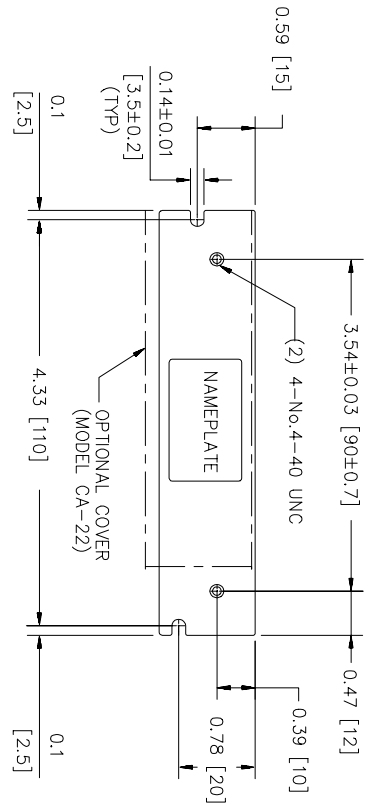 0.59 [15]
0.14±0.01
[3.5±0.2]
(TYP)
0.1
[2.5]
3.54±0.03 [90±0.7]
(2) 4-No.4-40 UNC
NAMEPLATE
OPTIONAL COVER
(MODEL CA-22)
4.33 [110]
0.47 [12]
0.39 [10]
0.78 [20]
0.1
[2.5]